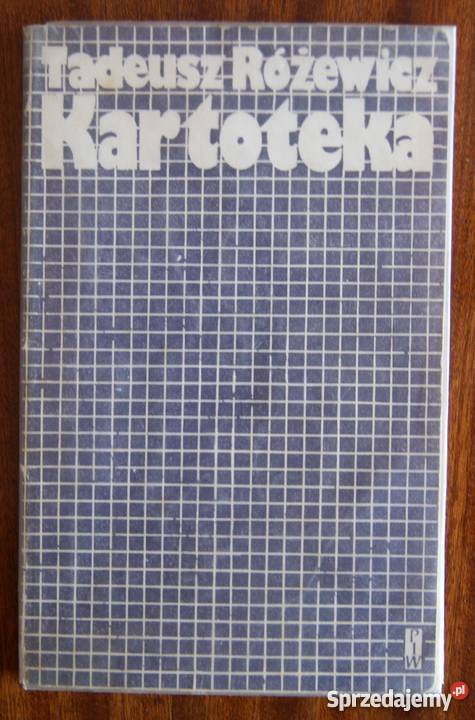 Tadeusz Różewicz
Kartoteka
PIW
Sprzedajemy.pl